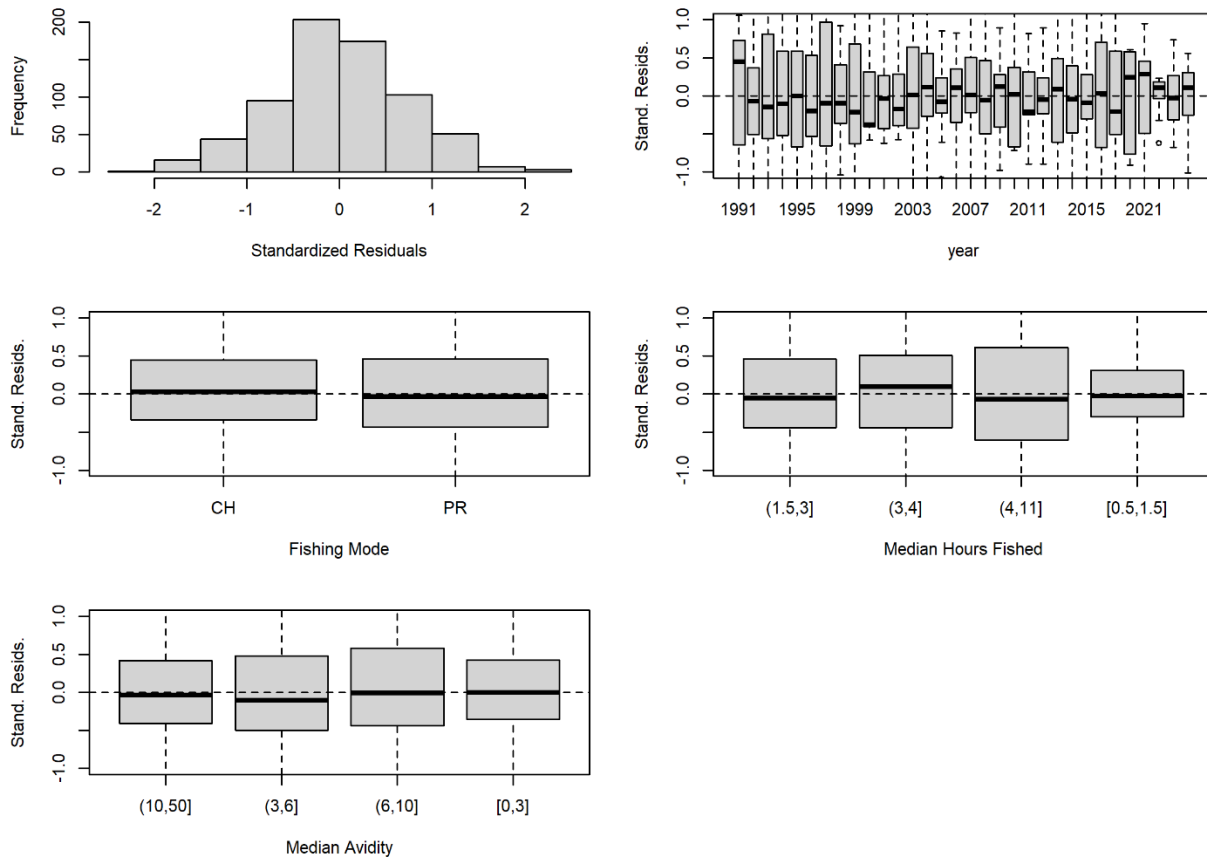 Frequency
0 50 100 200
-2 -1 0 1 2
Standardized Residuals
Stand. Resids.
-1.0 0.0 0.5 1.0
1991 1995 1999 2003 2007 2011 2015 2021
year
Stand. Resids.
-1.0 0.0 0.5 1.0
CH PR
Fishing Mode
Stand. Resids.
-1.0 0.0 0.5 1.0
(1.5,3] (3,4] (4,11] [0.5,1.5]
Median Hours Fished
Stand. Resids.
-1.0 0.0 0.5 1.0
(10,50] (3,6] (6,10] [0,3]
Median Avidity